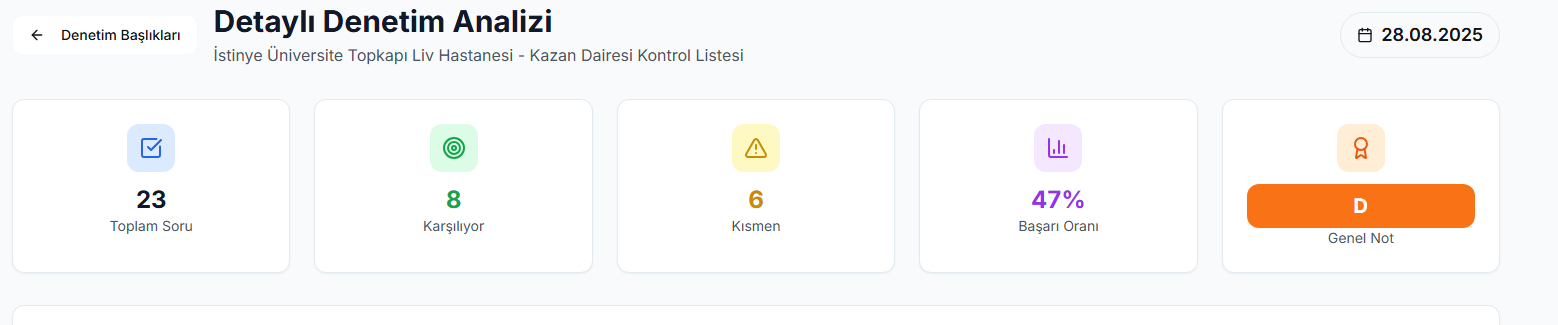 Denetim Başlıkları
Detaylı Denetim Analizi
İstinye Üniversite Topkapı Liv Hastanesi - Kazan Dairesi Kontrol Listesi
28.08.2025
23
Toplam Soru
8
Karşılıyor
6
Kısmen
47%
Başarı Oranı
D
Genel Not